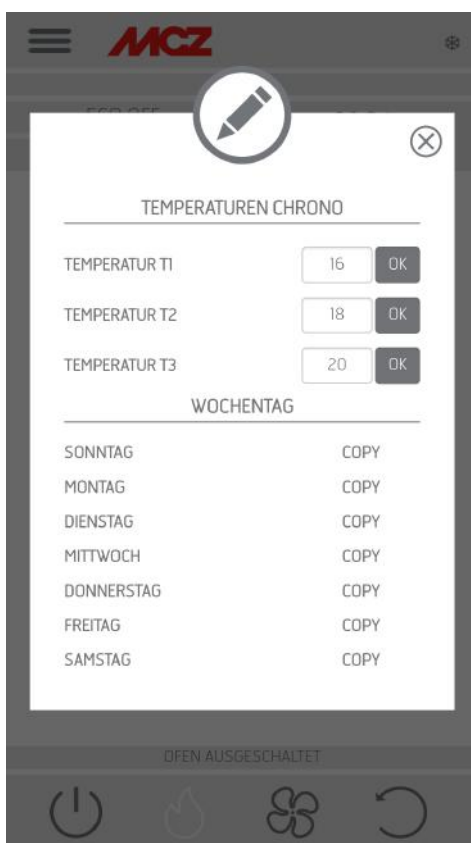 MCZ
TEMPERATUREN CHRONO
TEMPERATUR T1 16 OK
TEMPERATUR T2 18 OK
TEMPERATUR T3 20 OK
WOCHENTAG
SONNTAG COPY
MONTAG COPY
DIENSTAG COPY
MITTWOCH COPY
DONNERSTAG COPY
FREITAG COPY
SAMSTAG COPY
OFEN AUSGESCHALTET